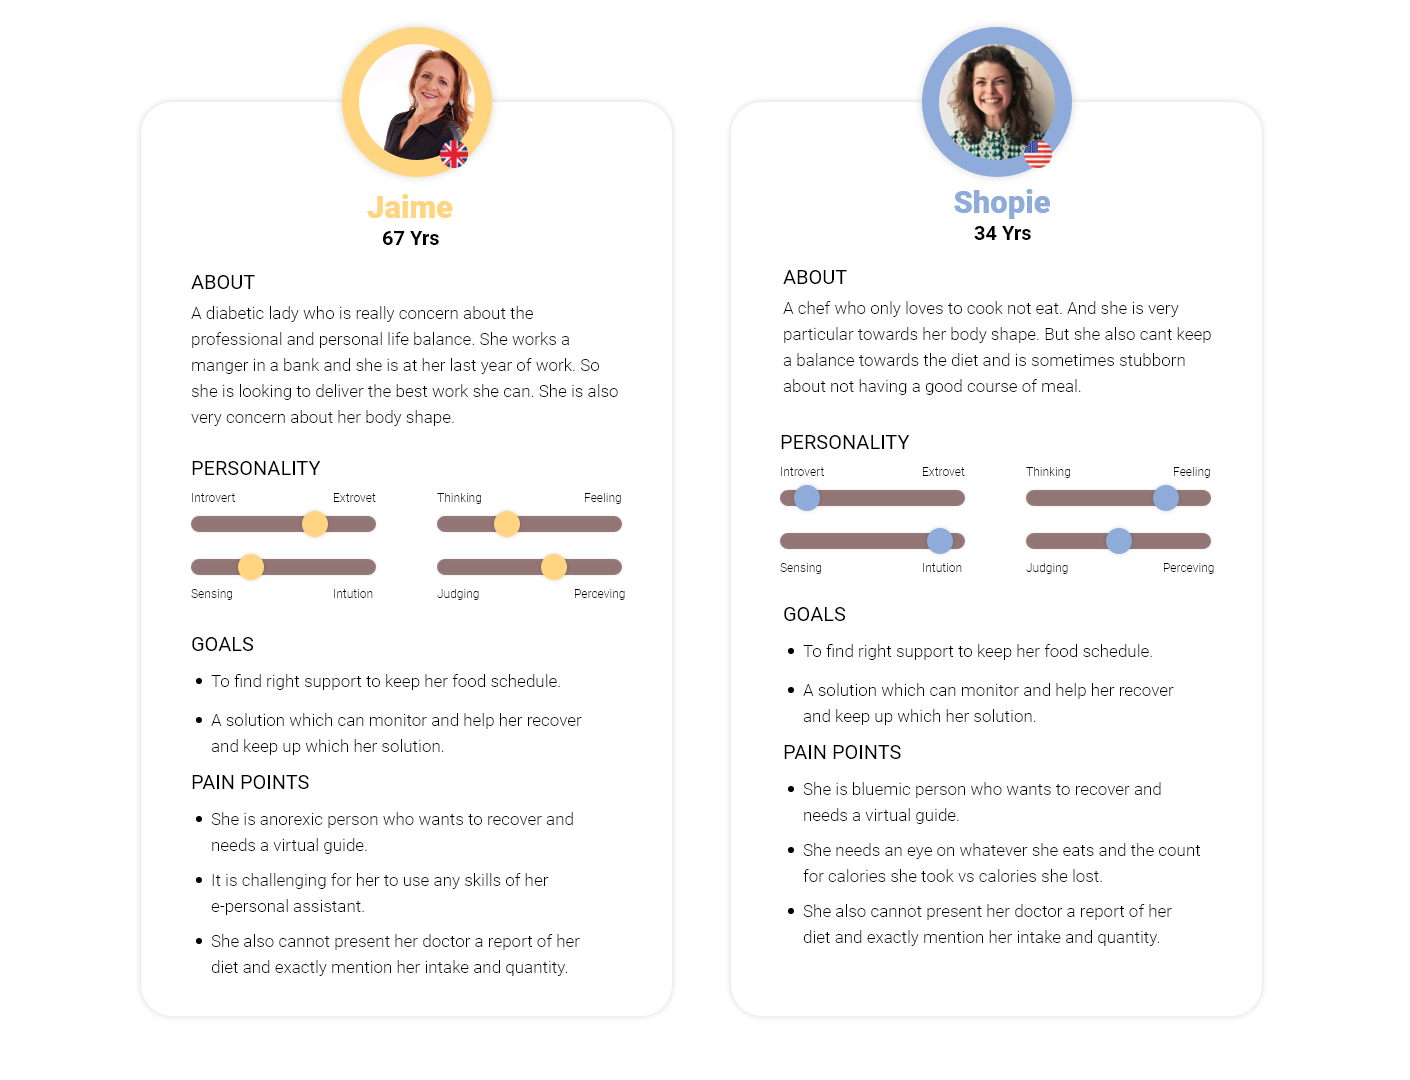 Jaime
67 Yrs
ABOUT
A diabetic lady who is really concern about the
professional and personal life balance. She works a
manger in a bank and she is at her last year of work. So
she is looking to deliver the best work she can. She is also
very concern about her body shape.
PERSONALITY
Introvert Extrovet Thinking Feeling
Sensing Intution Judging Perceving
GOALS
• To find right support to keep her food schedule.
• A solution which can monitor and help her recover
and keep up which her solution.
PAIN POINTS
• She is anorexic person who wants to recover and
needs a virtual guide.
• It is challenging for her to use any skills of her
e-personal assistant.
• She also cannot present her doctor a report of her
diet and exactly mention her intake and quantity.
Shopie
34 Yrs
ABOUT
A chef who only loves to cook not eat. And she is very
particular towards her body shape. But she also cant keep
a balance towards the diet and is sometimes stubborn
about not having a good course of meal.
PERSONALITY
Introvert Extrovet Thinking Feeling
Sensing Intution Judging Perceving
GOALS
• To find right support to keep her food schedule.
• A solution which can monitor and help her recover
and keep up which her solution.
PAIN POINTS
• She is bluemic person who wants to recover and
needs a virtual guide.
• She needs an eye on whatever she eats and the count
for calories she took vs calories she lost.
• She also cannot present her doctor a report of her
diet and exactly mention her intake and quantity.